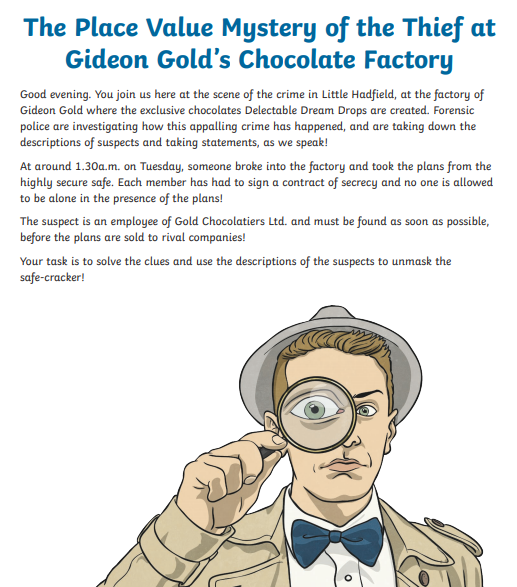 The Place Value Mystery of the Thief at
Gideon Gold's Chocolate Factory
Good evening. You join us here at the scene of the crime in Little Hadfield, at the factory of
Gideon Gold where the exclusive chocolates Delectable Dream Drops are created. Forensic
police are investigating how this appalling crime has happened, and are taking down the
descriptions of suspects and taking statements, as we speak!
At around 1.30a.m. on Tuesday, someone broke into the factory and took the plans from the
highly secure safe. Each member has had to sign a contract of secrecy and no one is allowed
to be alone in the presence of the plans!
The suspect is an employee of Gold Chocolatiers Ltd. and must be found as soon as possible,
before the plans are sold to rival companies!
Your task is to solve the clues and use the descriptions of the suspects to unmask the
safe-cracker!